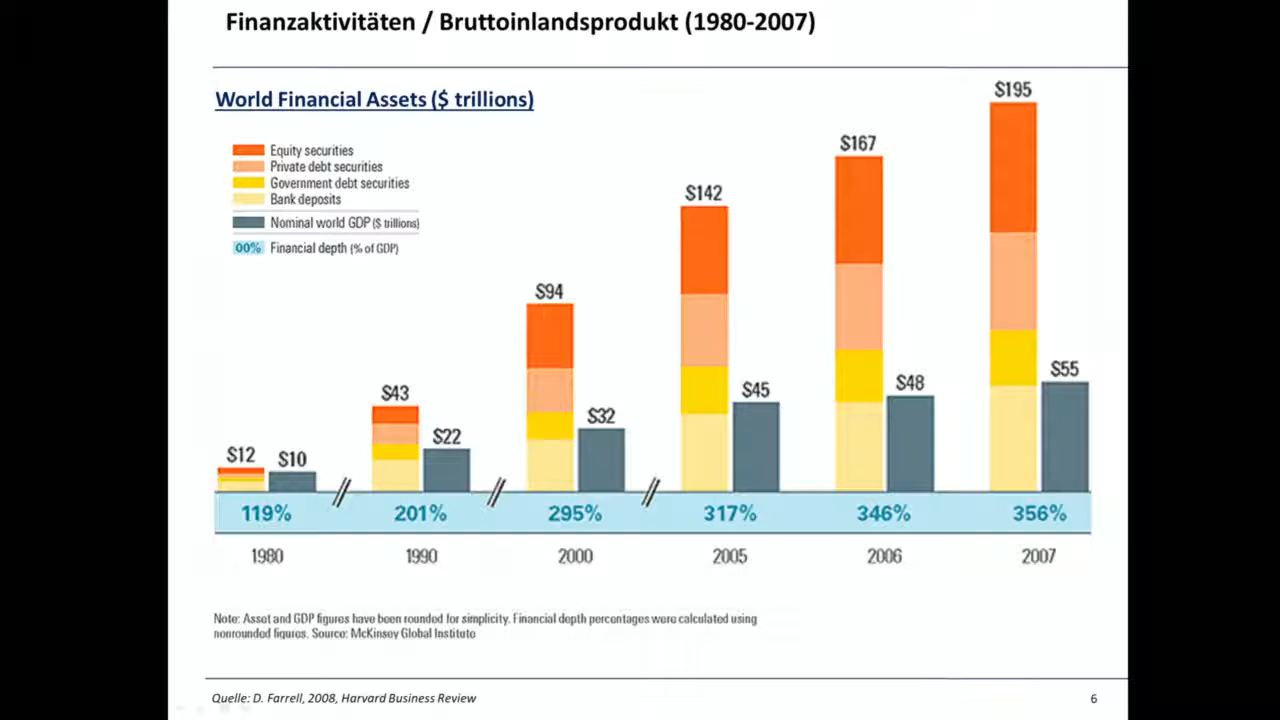 Finanzaktivitäten / Bruttoinlandsprodukt (1980-2007)
World Financial Assets ($ trillions)
Equity securities
Private debt securities
Government debt securities
Bank deposits
Nominal world GDP ($ trillions)
00% Financial depth (% of GDP)
$12 $10 $43 $22 $94 $32 $142 $45 $167 $48 $195 $55
119% 201% 295% 317% 346% 356%
1980 1990 2000 2005 2006 2007
Note: Asset and GDP figures have been rounded for simplicity. Financial depth percentages were calculated using
nonrounded figures. Source: McKinsey Global Institute
Quelle: D. Farrell, 2008, Harvard Business Review 6